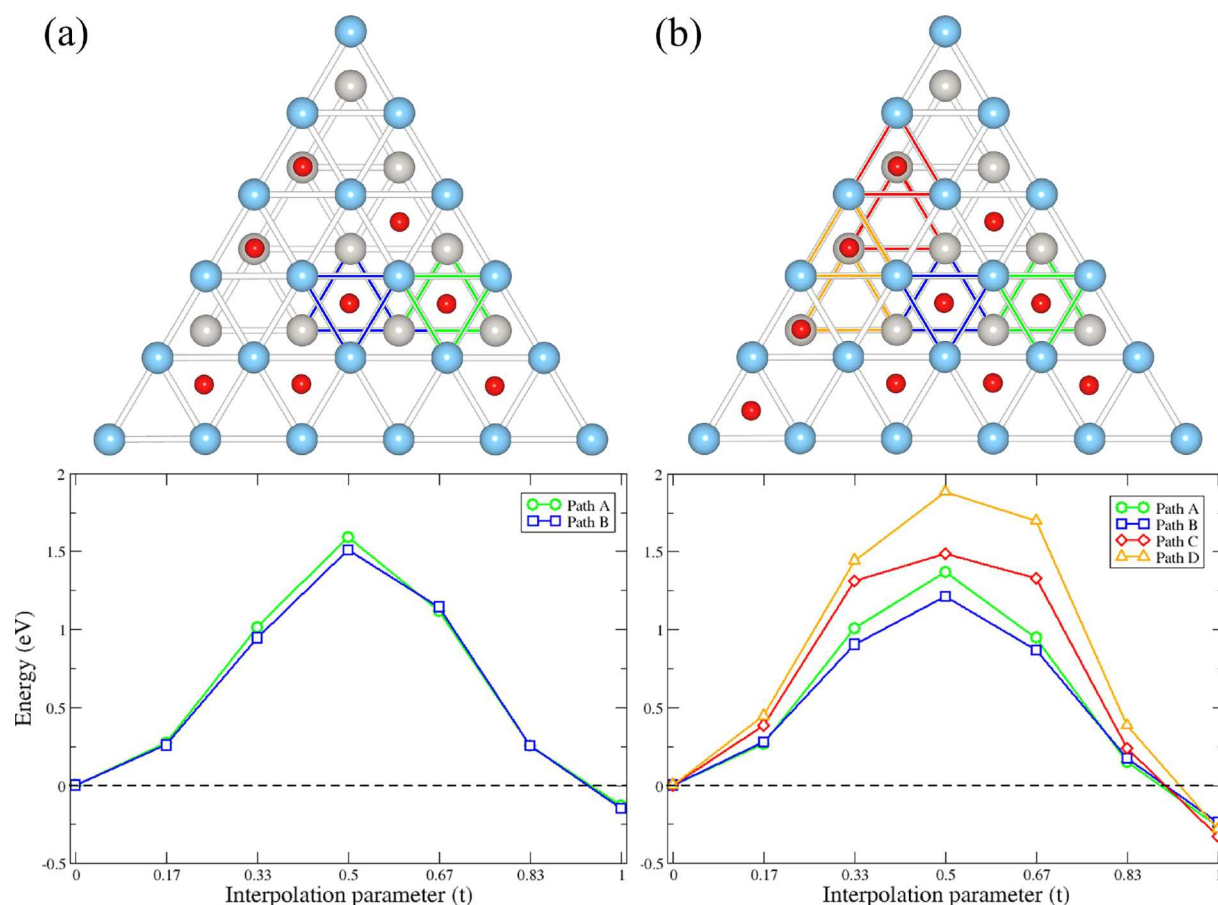 (a)
(b)
2
1.5
1
0.5
0
-0.5
Energy (eV)
Path A
Path B
0
0.17
0.33
0.5
0.67
0.83
1
Interpolation parameter (t)
2
1.5
1
0.5
0
-0.5
Path A
Path B
Path C
Path D
0
0.17
0.33
0.5
0.67
0.83
1
Interpolation parameter (t)